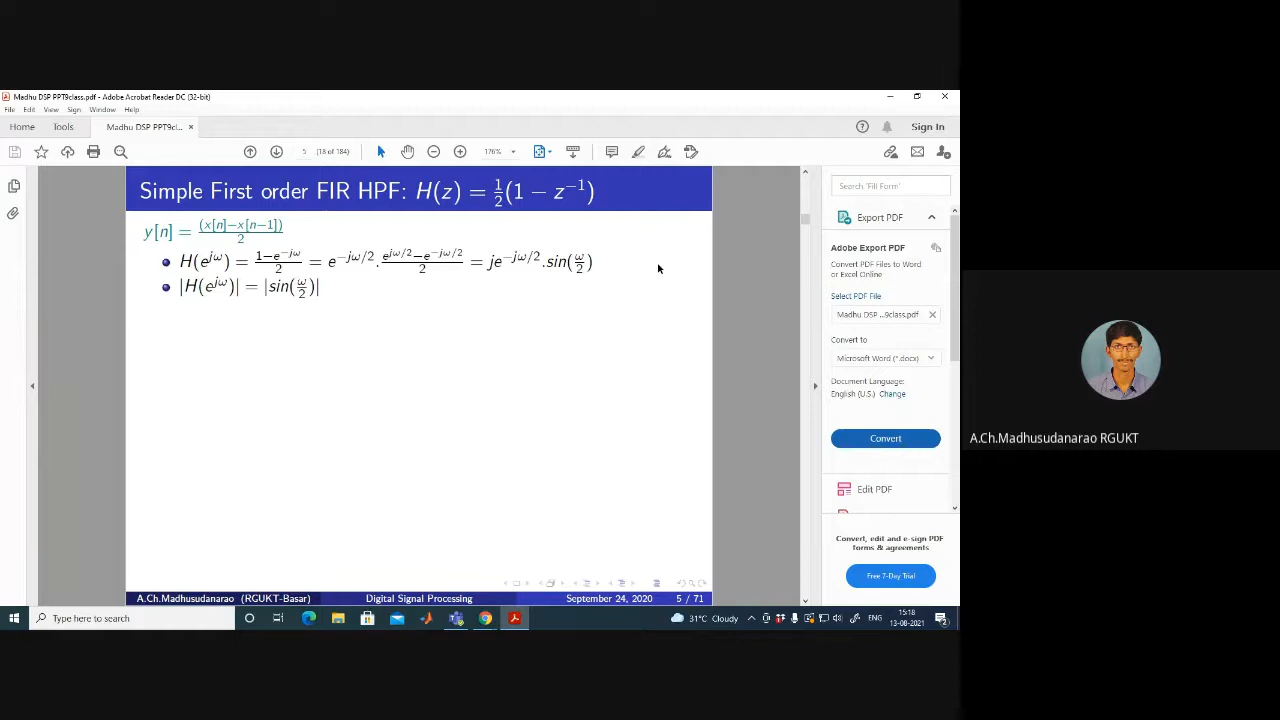 Madhu DSP PPT9class.pdf - Adobe Acrobat Reader DC (32-bit)
File Edit View Sign Window Help
Home Tools Madhu DSP PPT9cl... × Sign In
5 (18 of 184) 176%
Simple First order FIR HPF: H(z) = 1/2(1 − z⁻¹)
y[n] = (x[n]−x[n−1])/2
• H(e^{jω}) = (1−e^{−jω})/2 = e^{−jω/2}.(e^{jω/2}−e^{−jω/2})/2 = je^{−jω/2}.sin(ω/2)
• |H(e^{jω})| = |sin(ω/2)|
A.Ch.Madhusudanarao (RGUKT-Basar) Digital Signal Processing September 24, 2020 5 / 71
Search 'Fill Form'
Export PDF
Adobe Export PDF
Convert PDF Files to Word
or Excel Online
Select PDF File
Madhu DSP ...9class.pdf
Convert to
Microsoft Word (*.docx)
Document Language:
English (U.S.) Change
Convert
Edit PDF
Convert, edit and e-sign PDF
forms & agreements
Free 7-Day Trial
Type here to search
31°C Cloudy ENG 15:18
13-08-2021
2
A.Ch.Madhusudanarao RGUKT